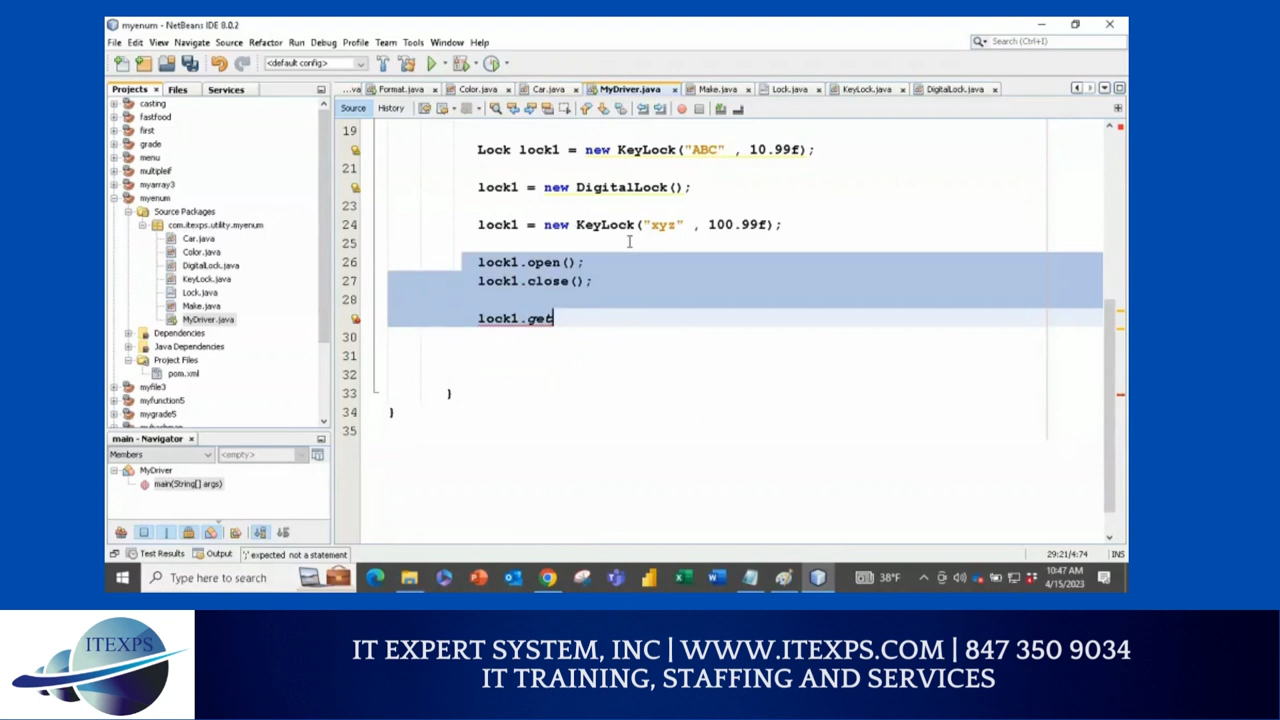 myenum - NetBeans IDE 8.0.2
File Edit View Navigate Source Refactor Run Debug Profile Team Tools Window Help
Search (Ctrl+I)
<default config>
Projects Files Services
...va Format.java Color.java Car.java MyDriver.java Make.java Lock.java KeyLock.java DigitalLock.java
Source History
casting
fastfood
first
grade
menu
multipleif
myarray3
myenum
Source Packages
com.itexps.utility.myenum
Car.java
Color.java
DigitalLock.java
KeyLock.java
Lock.java
Make.java
MyDriver.java
Dependencies
Java Dependencies
Project Files
pom.xml
myfile3
myfunction5
mygrade5
19
Lock lock1 = new KeyLock("ABC" , 10.99f);
21
lock1 = new DigitalLock();
23
24 lock1 = new KeyLock("xyz" , 100.99f);
25
26 lock1.open();
27 lock1.close();
28
lock1.get
30
31
32
33 }
34 }
35
main - Navigator
Members <empty>
MyDriver
main(String[] args)
Test Results Output ';' expected not a statement 29:21/4:74 INS
Type here to search 38°F 10:47 AM
4/15/2023
ITEXPS
IT EXPERT SYSTEM, INC | WWW.ITEXPS.COM | 847 350 9034
IT TRAINING, STAFFING AND SERVICES